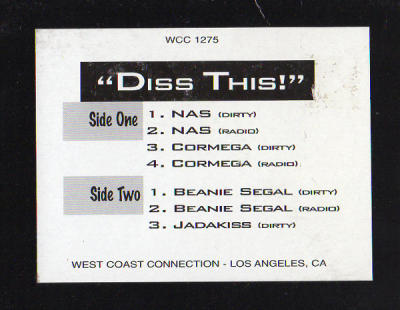 WCC 1275
"DISS THIS!"
Side One
1. NAS (DIRTY)
2. NAS (RADIO)
3. CORMEGA (DIRTY)
4. CORMEGA (RADIO)
Side Two
1. BEANIE SEGAL (DIRTY)
2. BEANIE SEGAL (RADIO)
3. JADAKISS (DIRTY)
WEST COAST CONNECTION - LOS ANGELES, CA